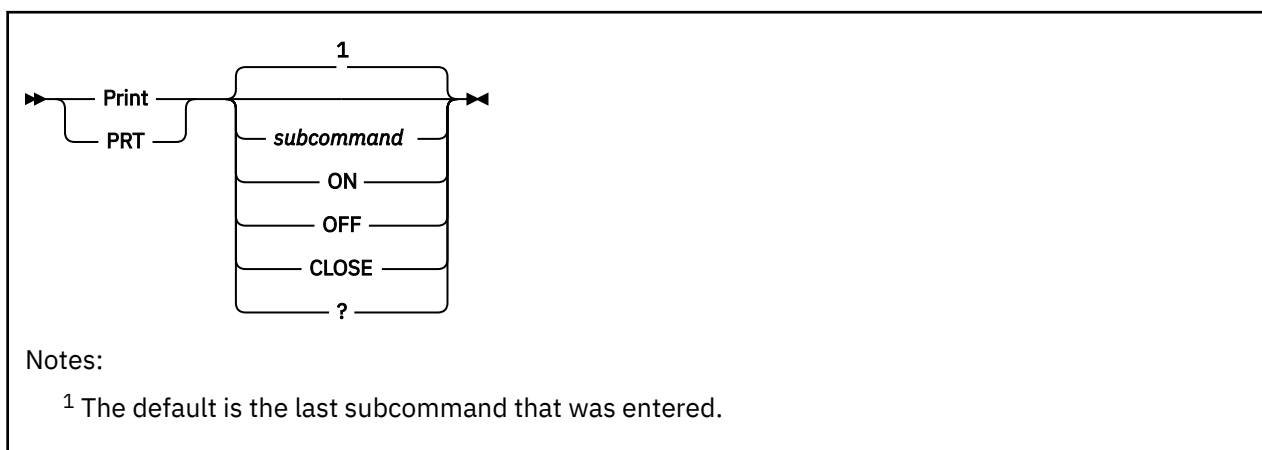 1
Print
PRT
subcommand
ON
OFF
CLOSE
?
Notes:
1 The default is the last subcommand that was entered.